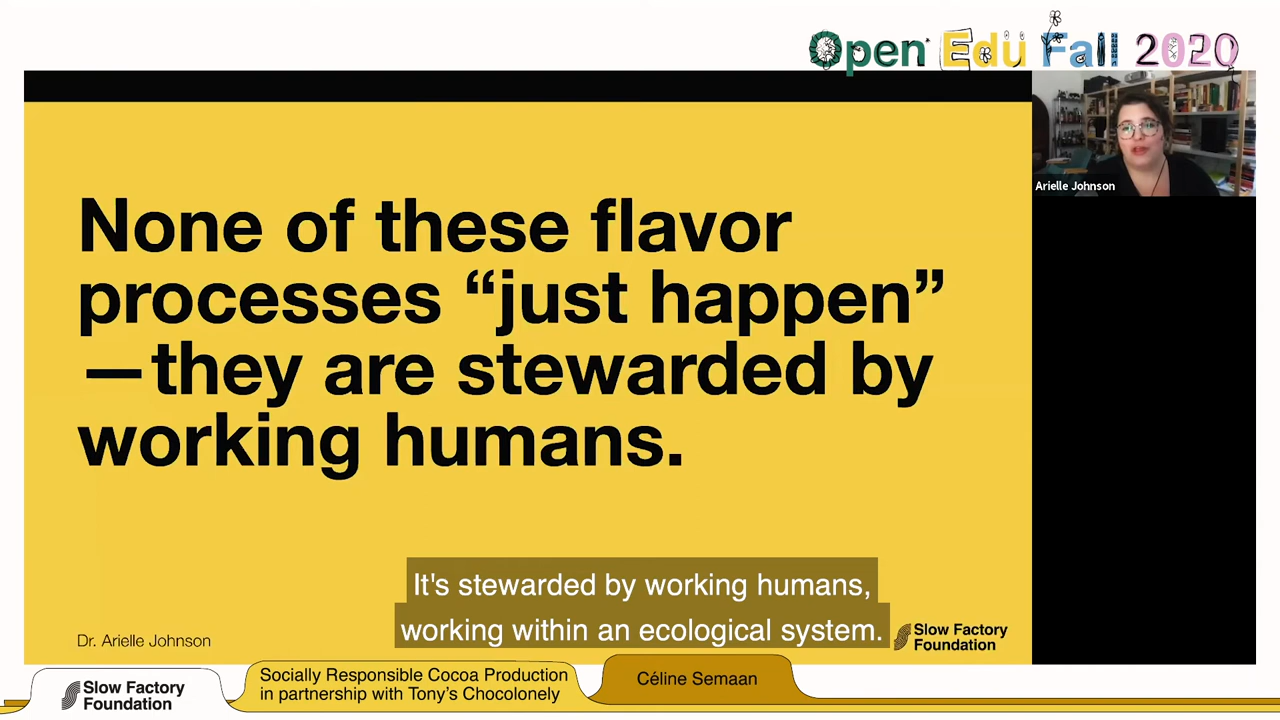 Open Edu Fall 2020
Arielle Johnson
None of these flavor
processes “just happen”
—they are stewarded by
working humans.
It's stewarded by working humans,
working within an ecological system.
Dr. Arielle Johnson
Slow Factory
Foundation
Slow Factory
Foundation
Socially Responsible Cocoa Production
in partnership with Tony’s Chocolonely
Céline Semaan